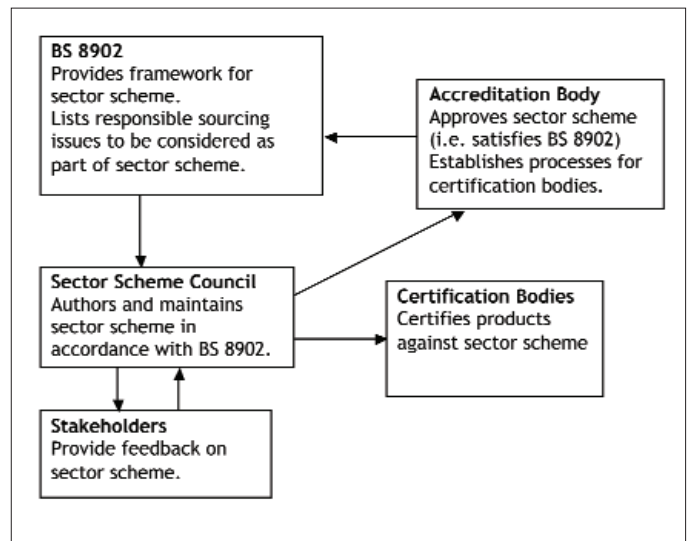 BS 8902
Provides framework for
sector scheme.
Lists responsible sourcing
issues to be considered as
part of sector scheme.
Accreditation Body
Approves sector scheme
(i.e. satisfies BS 8902)
Establishes processes for
certification bodies.
Sector Scheme Council
Authors and maintains
sector scheme in
accordance with BS 8902.
Certification Bodies
Certifies products
against sector scheme
Stakeholders
Provide feedback on
sector scheme.